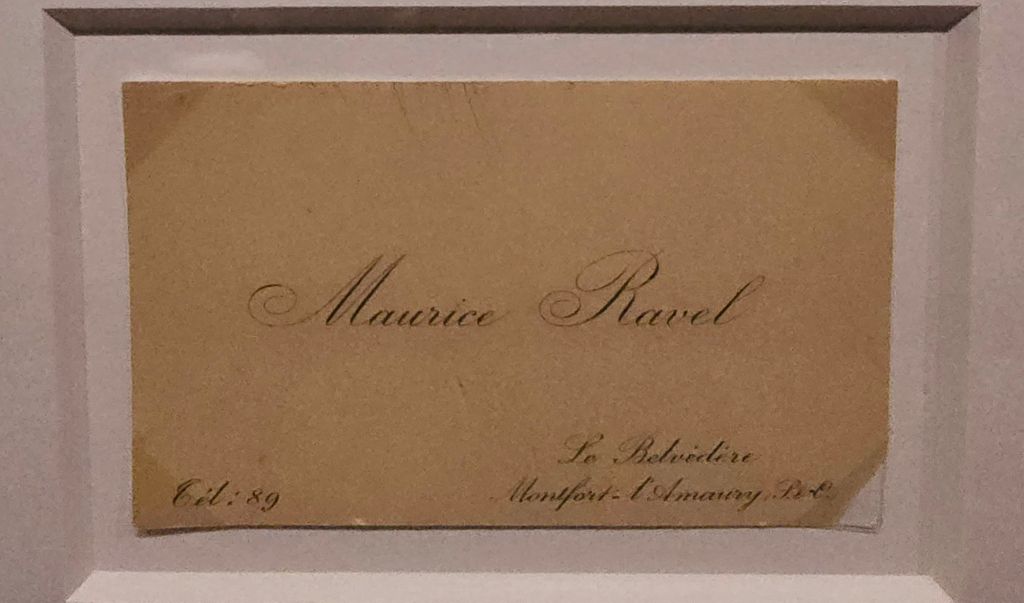 Maurice Ravel
Le Belvédère
Tél : 89
Montfort-l'Amaury, S.-&-O.